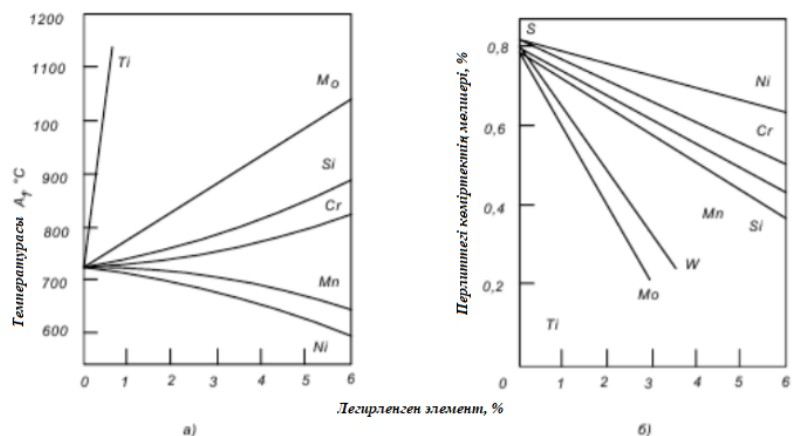 1200
1100
100
900
800
700
600
Температурасы A₁, °C
Ti
Mo
Si
Cr
Mn
Ni
0 1 2 3 4 5 6
а)
Перлиттегі көміртектің мөлшері, %
0,8
0,6
0,4
0,2
S
Ni
Cr
Mn
Si
W
Mo
Ti
0 1 2 3 4 5 6
Легирленген элемент, %
б)